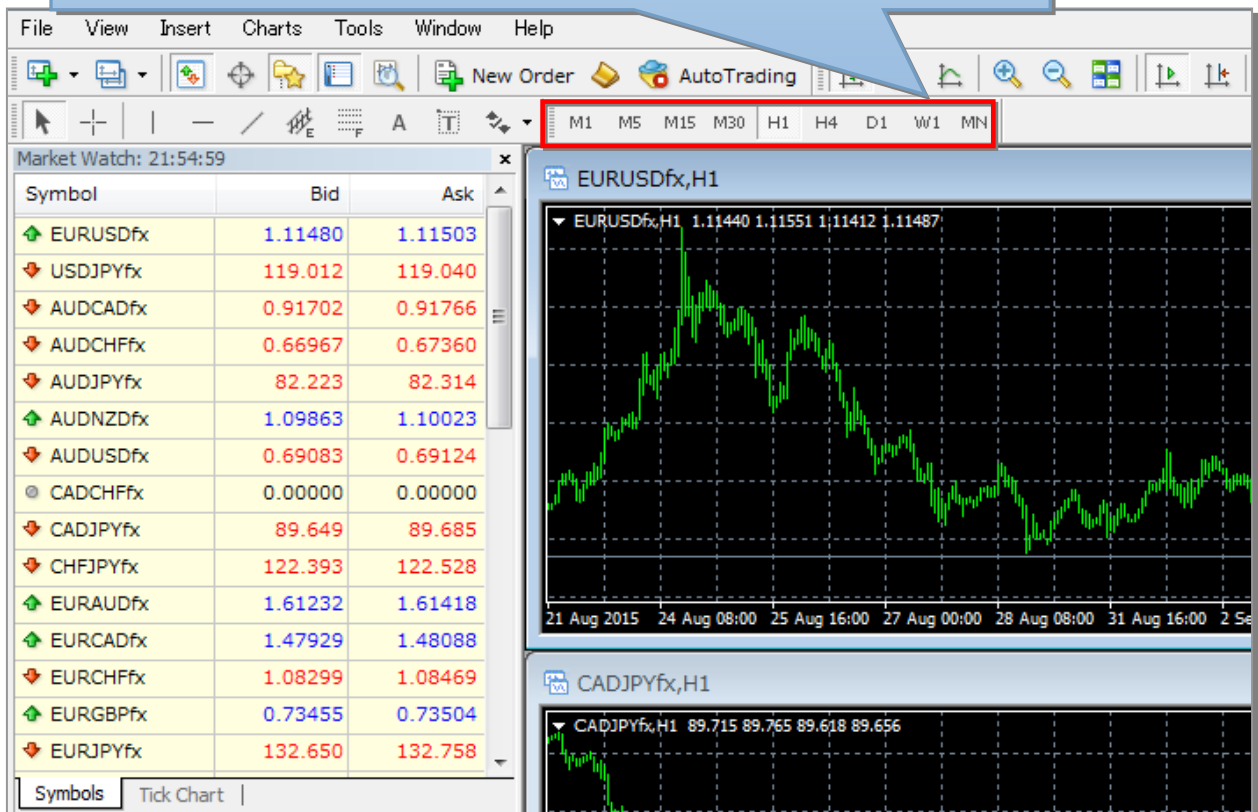 File View Insert Charts Tools Window Help
New Order AutoTrading
E F A T M1 M5 M15 M30 H1 H4 D1 W1 MN
Market Watch: 21:54:59
Symbol Bid Ask
EURUSDfx 1.11480 1.11503
USDJPYfx 119.012 119.040
AUDCADfx 0.91702 0.91766
AUDCHFfx 0.66967 0.67360
AUDJPYfx 82.223 82.314
AUDNZDfx 1.09863 1.10023
AUDUSDfx 0.69083 0.69124
CADCHFfx 0.00000 0.00000
CADJPYfx 89.649 89.685
CHFJPYfx 122.393 122.528
EURAUDfx 1.61232 1.61418
EURCADfx 1.47929 1.48088
EURCHFfx 1.08299 1.08469
EURGBPfx 0.73455 0.73504
EURJPYfx 132.650 132.758
Symbols Tick Chart
EURUSDfx,H1
EURUSDfx,H1 1.11440 1.11551 1.11412 1.11487
21 Aug 2015 24 Aug 08:00 25 Aug 16:00 27 Aug 00:00 28 Aug 08:00 31 Aug 16:00 2 Se
CADJPYfx,H1
CADJPYfx,H1 89.715 89.765 89.618 89.656